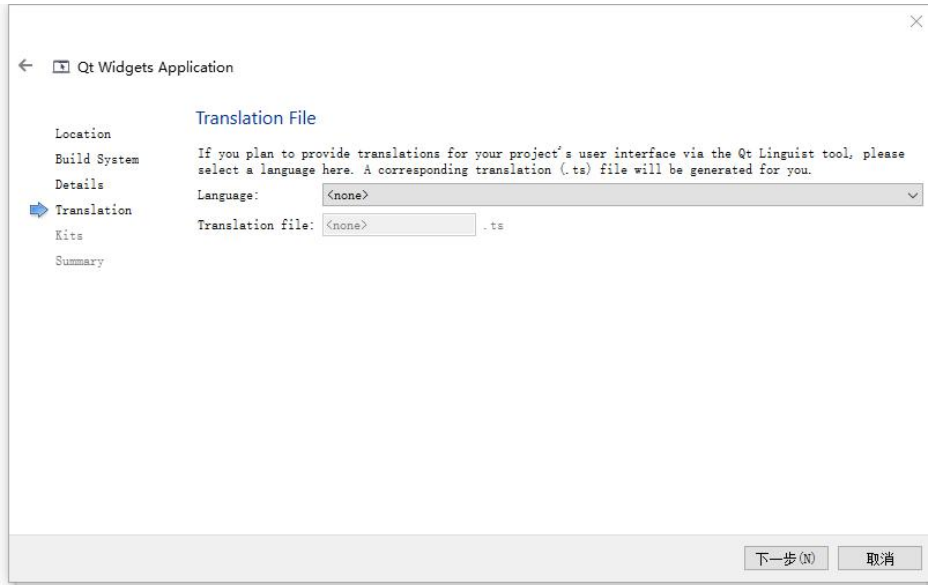 Qt Widgets Application
Location
Build System
Details
Translation
Kits
Summary
Translation File
If you plan to provide translations for your project's user interface via the Qt Linguist tool, please
select a language here. A corresponding translation (.ts) file will be generated for you.
Language: <none>
Translation file: <none> .ts
下一步(N) 取消